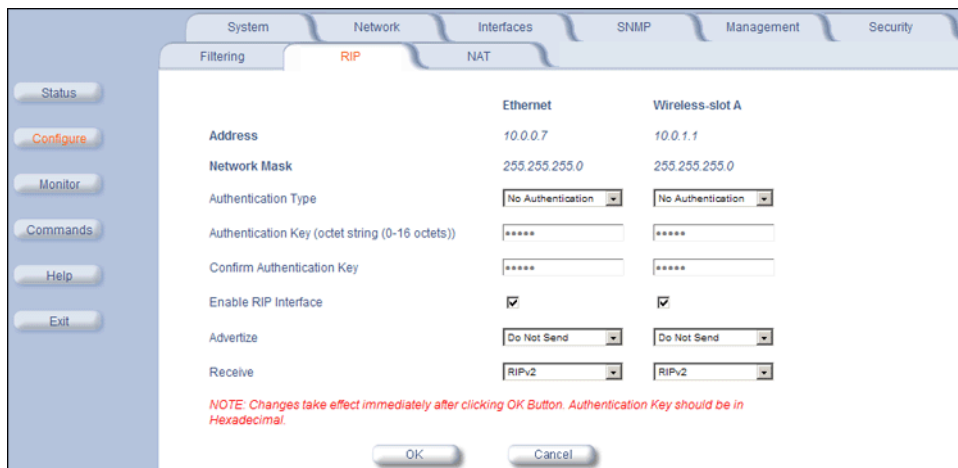 System Network Interfaces SNMP Management Security
Filtering RIP NAT
Status
Configure
Monitor
Commands
Help
Exit
Ethernet Wireless-slot A
Address 10.0.0.7 10.0.1.1
Network Mask 255.255.255.0 255.255.255.0
Authentication Type No Authentication No Authentication
Authentication Key (octet string (0-16 octets)) ***** *****
Confirm Authentication Key ***** *****
Enable RIP Interface
Advertize Do Not Send Do Not Send
Receive RIPv2 RIPv2
NOTE: Changes take effect immediately after clicking OK Button. Authentication Key should be in
Hexadecimal.
OK Cancel